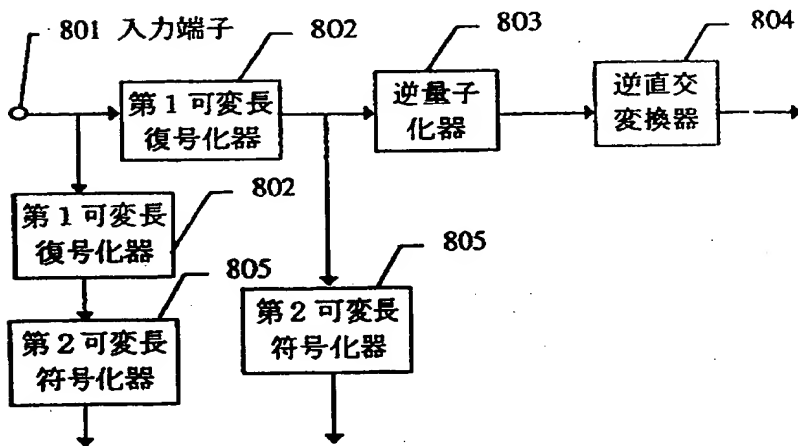 801 入力端子
802
803
804
第1可変長
復号化器
逆量子
化器
逆直交
変換器
802
第1可変長
復号化器
805
805
第2可変長
符号化器
第2可変長
符号化器